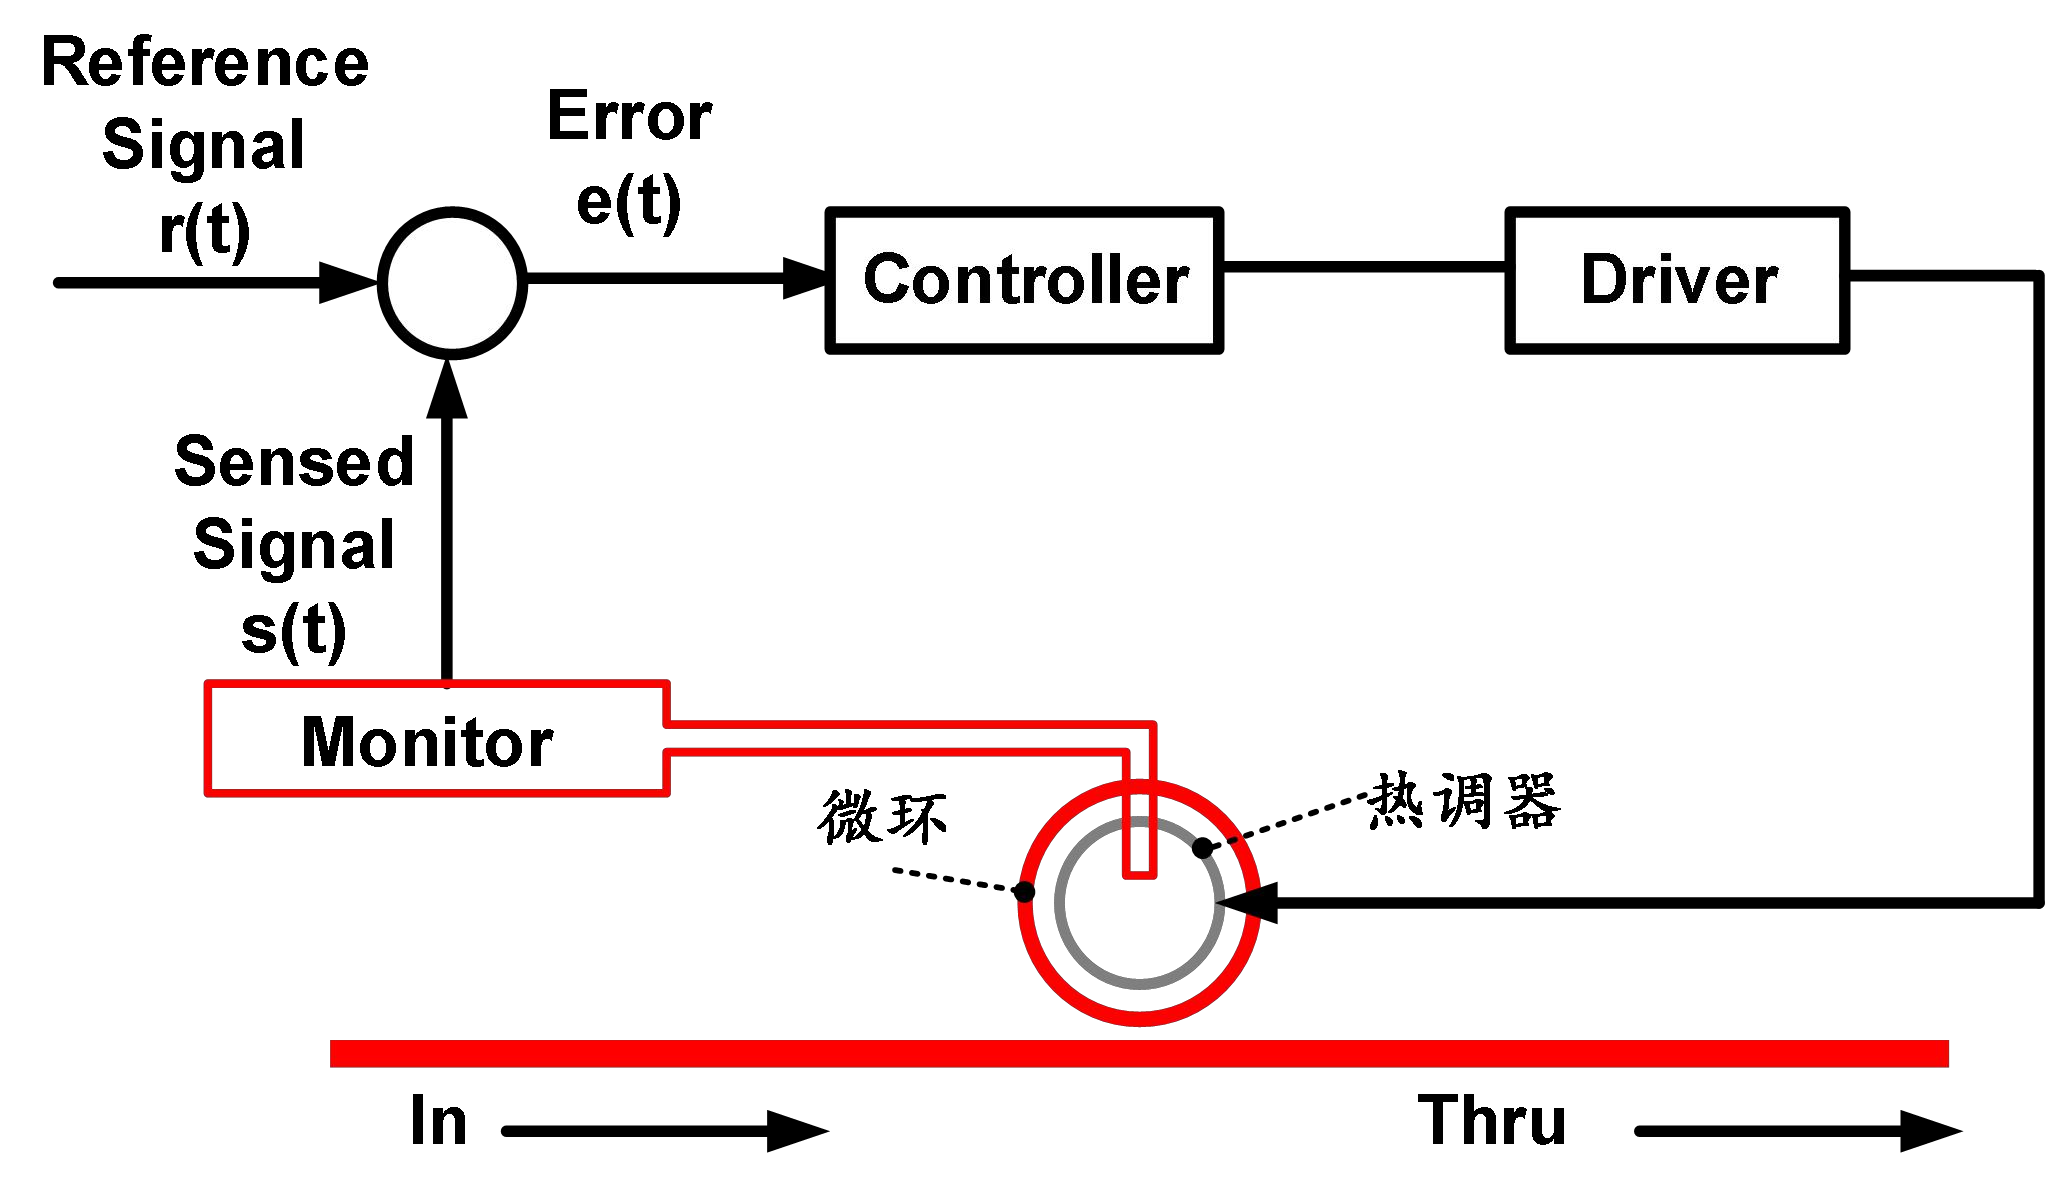 Reference
Signal
r(t)
Error
e(t)
Controller
Driver
Sensed
Signal
s(t)
Monitor
微环
热调器
In
Thru